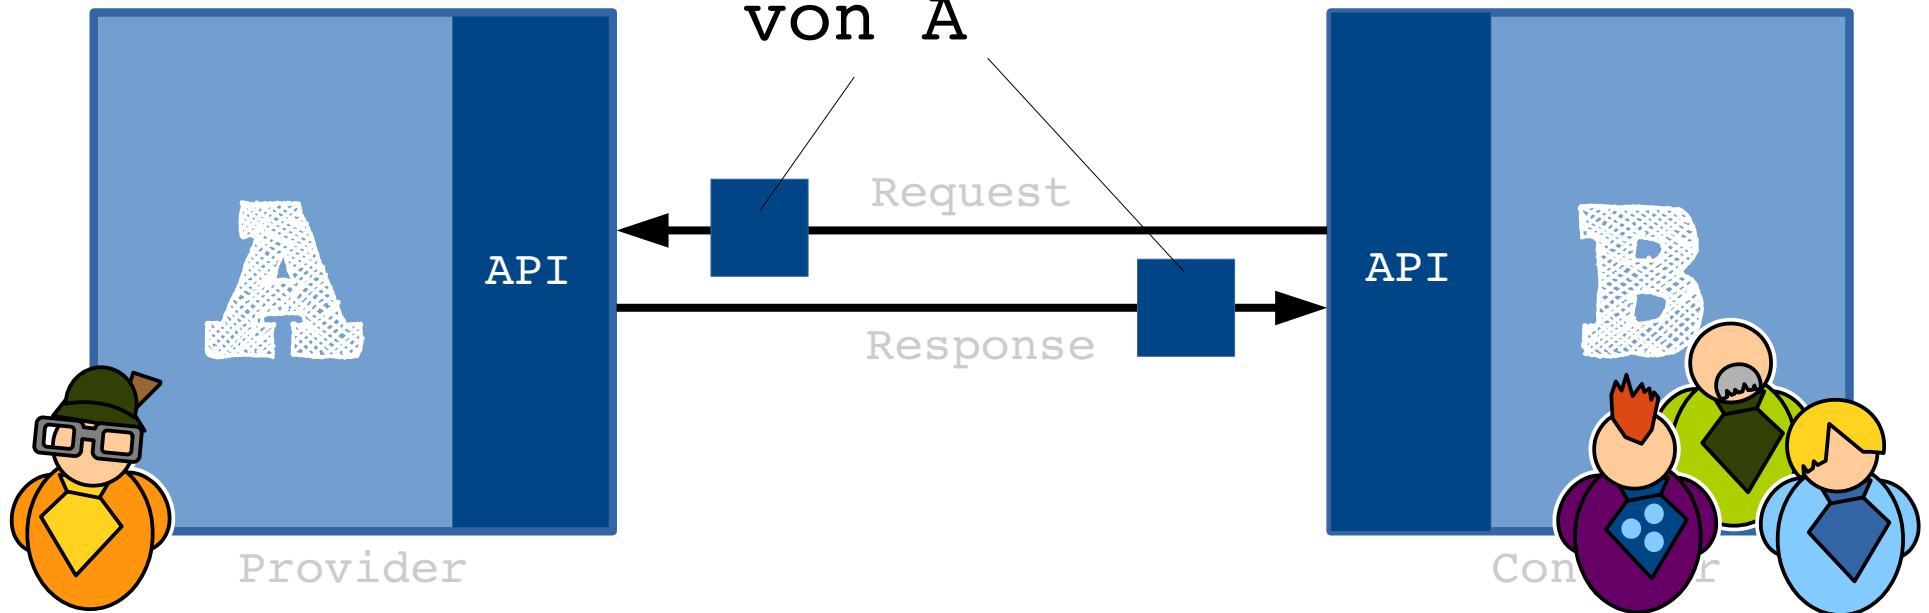 von A
Request
A
API
API
B
Response
Provider